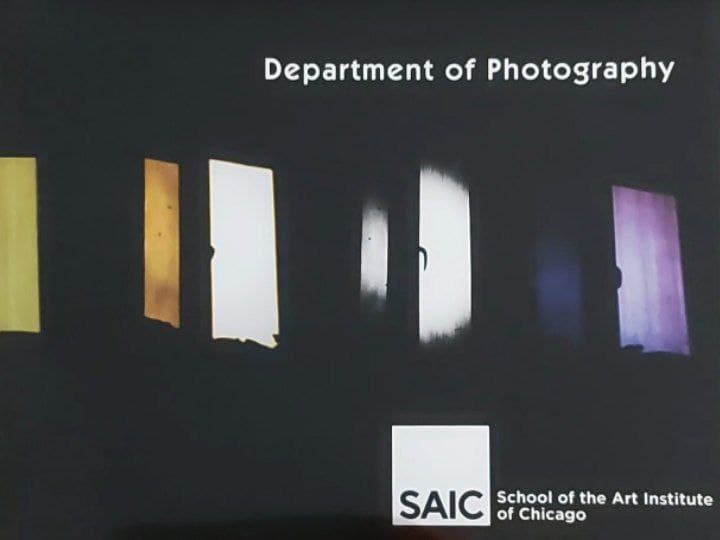 Department of Photography
SAIC
School of the Art Institute
of Chicago